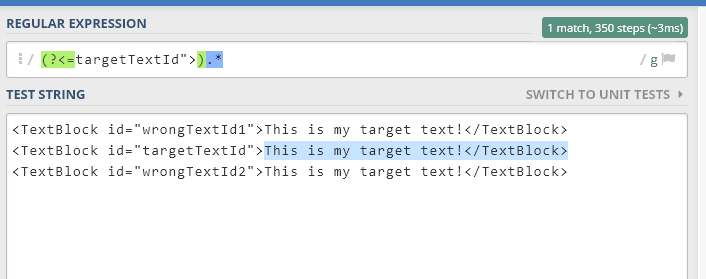 REGULAR EXPRESSION
1 match, 350 steps (~3ms)
/ (?<=targetTextId">).* / g
TEST STRING
SWITCH TO UNIT TESTS
<TextBlock id="wrongTextId1">This is my target text!</TextBlock>
<TextBlock id="targetTextId">This is my target text!</TextBlock>
<TextBlock id="wrongTextId2">This is my target text!</TextBlock>